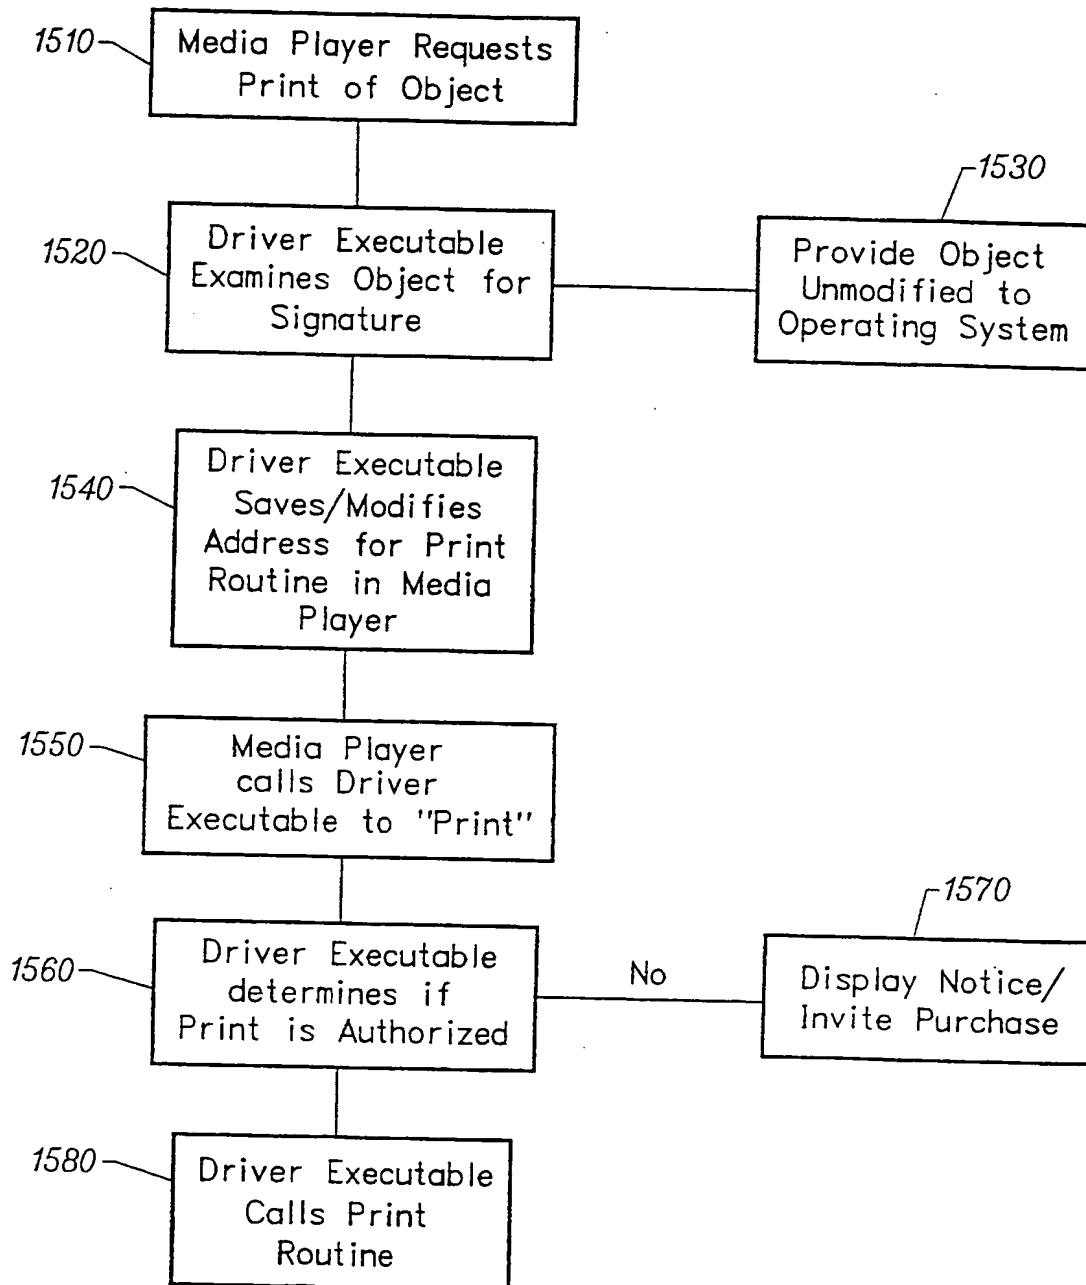 1510
Media Player Requests
Print of Object
1520
Driver Executable
Examines Object for
Signature
1530
Provide Object
Unmodified to
Operating System
1540
Driver Executable
Saves/Modifies
Address for Print
Routine in Media
Player
1550
Media Player
calls Driver
Executable to "Print"
1560
Driver Executable
determines if
Print is Authorized
No
1570
Display Notice/
Invite Purchase
1580
Driver Executable
Calls Print
Routine